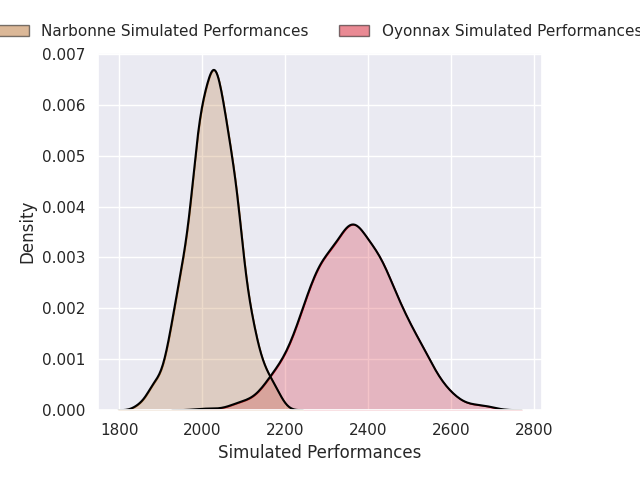 Narbonne Simulated Performances
Oyonnax Simulated Performances
0.007
0.006
0.005
0.004
0.003
0.002
0.001
0.000
Density
1800 2000 2200 2400 2600 2800
Simulated Performances